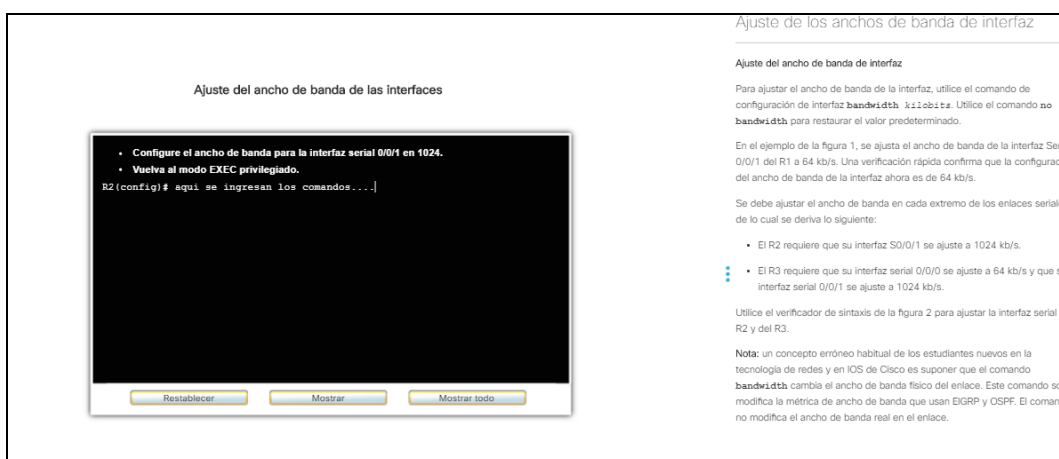 Ajuste de los anchos de banda de interfaz
Ajuste del ancho de banda de las interfaces
• Configure el ancho de banda para la interfaz serial 0/0/1 en 1024.
• Vuelva al modo EXEC privilegiado.
R2(config)# aqui se ingresan los comandos....
Restablecer
Mostrar
Mostrar todo
Ajuste del ancho de banda de interfaz
Para ajustar el ancho de banda de la interfaz, utilice el comando de
configuración de interfaz bandwidth kilobits. Utilice el comando no
bandwidth para restaurar el valor predeterminado.
En el ejemplo de la figura 1, se ajusta el ancho de banda de la interfaz
0/0/1 del R1 a 64 kb/s. Una verificación rápida confirma que la
del ancho de banda de la interfaz ahora es de 64 kb/s.
Se debe ajustar el ancho de banda en cada extremo de los enlaces
de lo cual se deriva lo siguiente:
• El R2 requiere que su interfaz S0/0/1 se ajuste a 1024 kb/s.
• El R3 requiere que su interfaz serial 0/0/0 se ajuste a 64 kb/s y que
interfaz serial 0/0/1 se ajuste a 1024 kb/s.
Utilice el verificador de sintaxis de la figura 2 para ajustar la interfaz serial
R2 y del R3.
Nota: un concepto erróneo habitual de los estudiantes nuevos en la
tecnología de redes y en IOS de Cisco es suponer que el comando
bandwidth cambia el ancho de banda físico del enlace. Este comando
modifica la métrica de ancho de banda que usan EIGRP y OSPF. El
no modifica el ancho de banda real en el enlace.